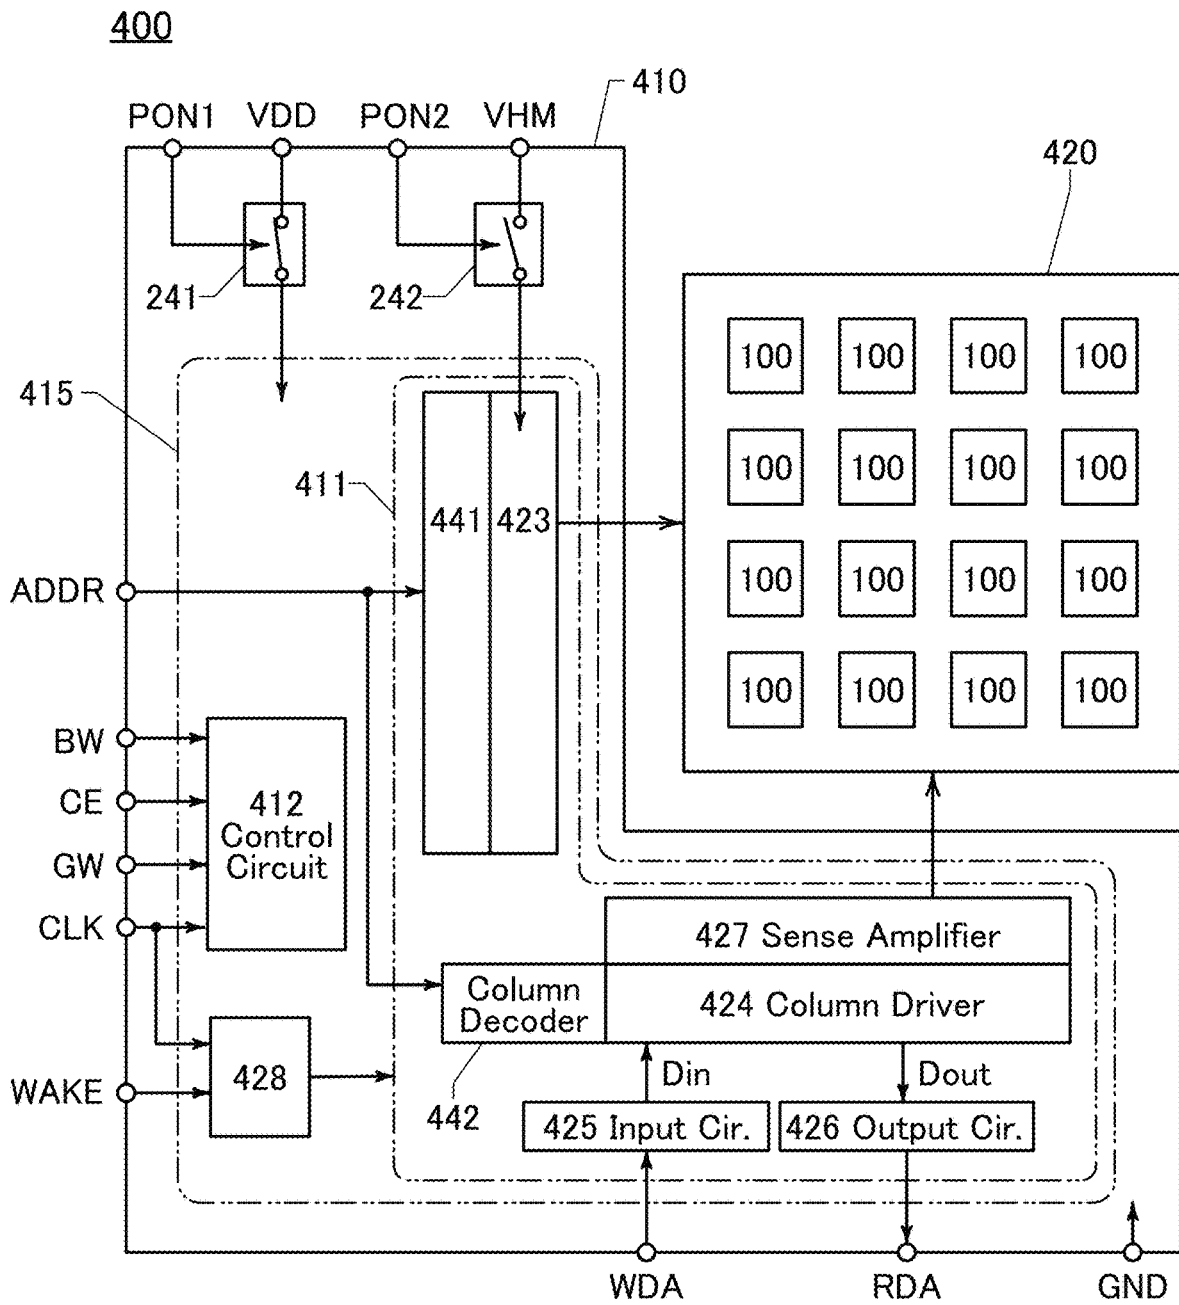 400
410
PON1 VDD PON2 VHM
420
241
242
415
411
100 100 100 100
100 100 100 100
100 100 100 100
100 100 100 100
441 423
ADDR
BW
CE
GW
CLK
WAKE
412
Control
Circuit
427 Sense Amplifier
Column
Decoder
424 Column Driver
428
442
Din
Dout
425 Input Cir.
426 Output Cir.
WDA
RDA
GND